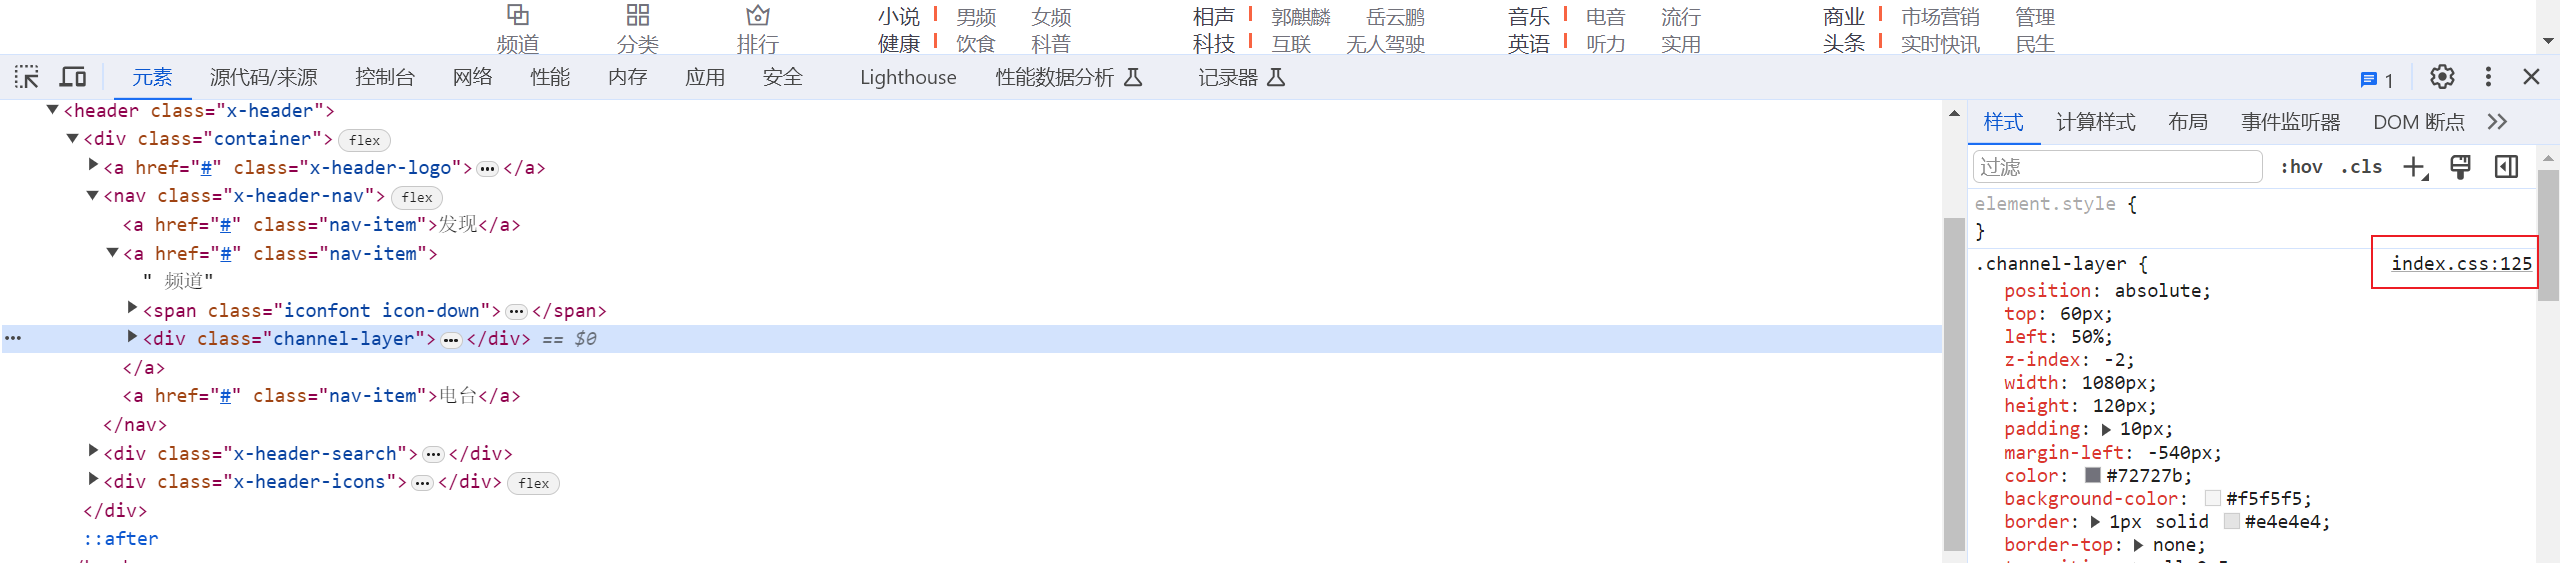 频道 分类 排行
小说 男频 女频 相声 郭麒麟 岳云鹏 音乐 电音 流行 商业 市场营销 管理
健康 饮食 科普 科技 互联 无人驾驶 英语 听力 实用 头条 实时快讯 民生
元素 源代码/来源 控制台 网络 性能 内存 应用 安全 Lighthouse 性能数据分析 记录器 1
<header class="x-header">
<div class="container"> flex
<a href="#" class="x-header-logo">…</a>
<nav class="x-header-nav"> flex
<a href="#" class="nav-item">发现</a>
<a href="#" class="nav-item">
" 频道"
<span class="iconfont icon-down">…</span>
… <div class="channel-layer">…</div> == $0
</a>
<a href="#" class="nav-item">电台</a>
</nav>
<div class="x-header-search">…</div>
<div class="x-header-icons">…</div> flex
</div>
::after
样式 计算样式 布局 事件监听器 DOM 断点
过滤 :hov .cls
element.style {
}
.channel-layer { index.css:125
position: absolute;
top: 60px;
left: 50%;
z-index: -2;
width: 1080px;
height: 120px;
padding: 10px;
margin-left: -540px;
color: #72727b;
background-color: #f5f5f5;
border: 1px solid #e4e4e4;
border-top: none;